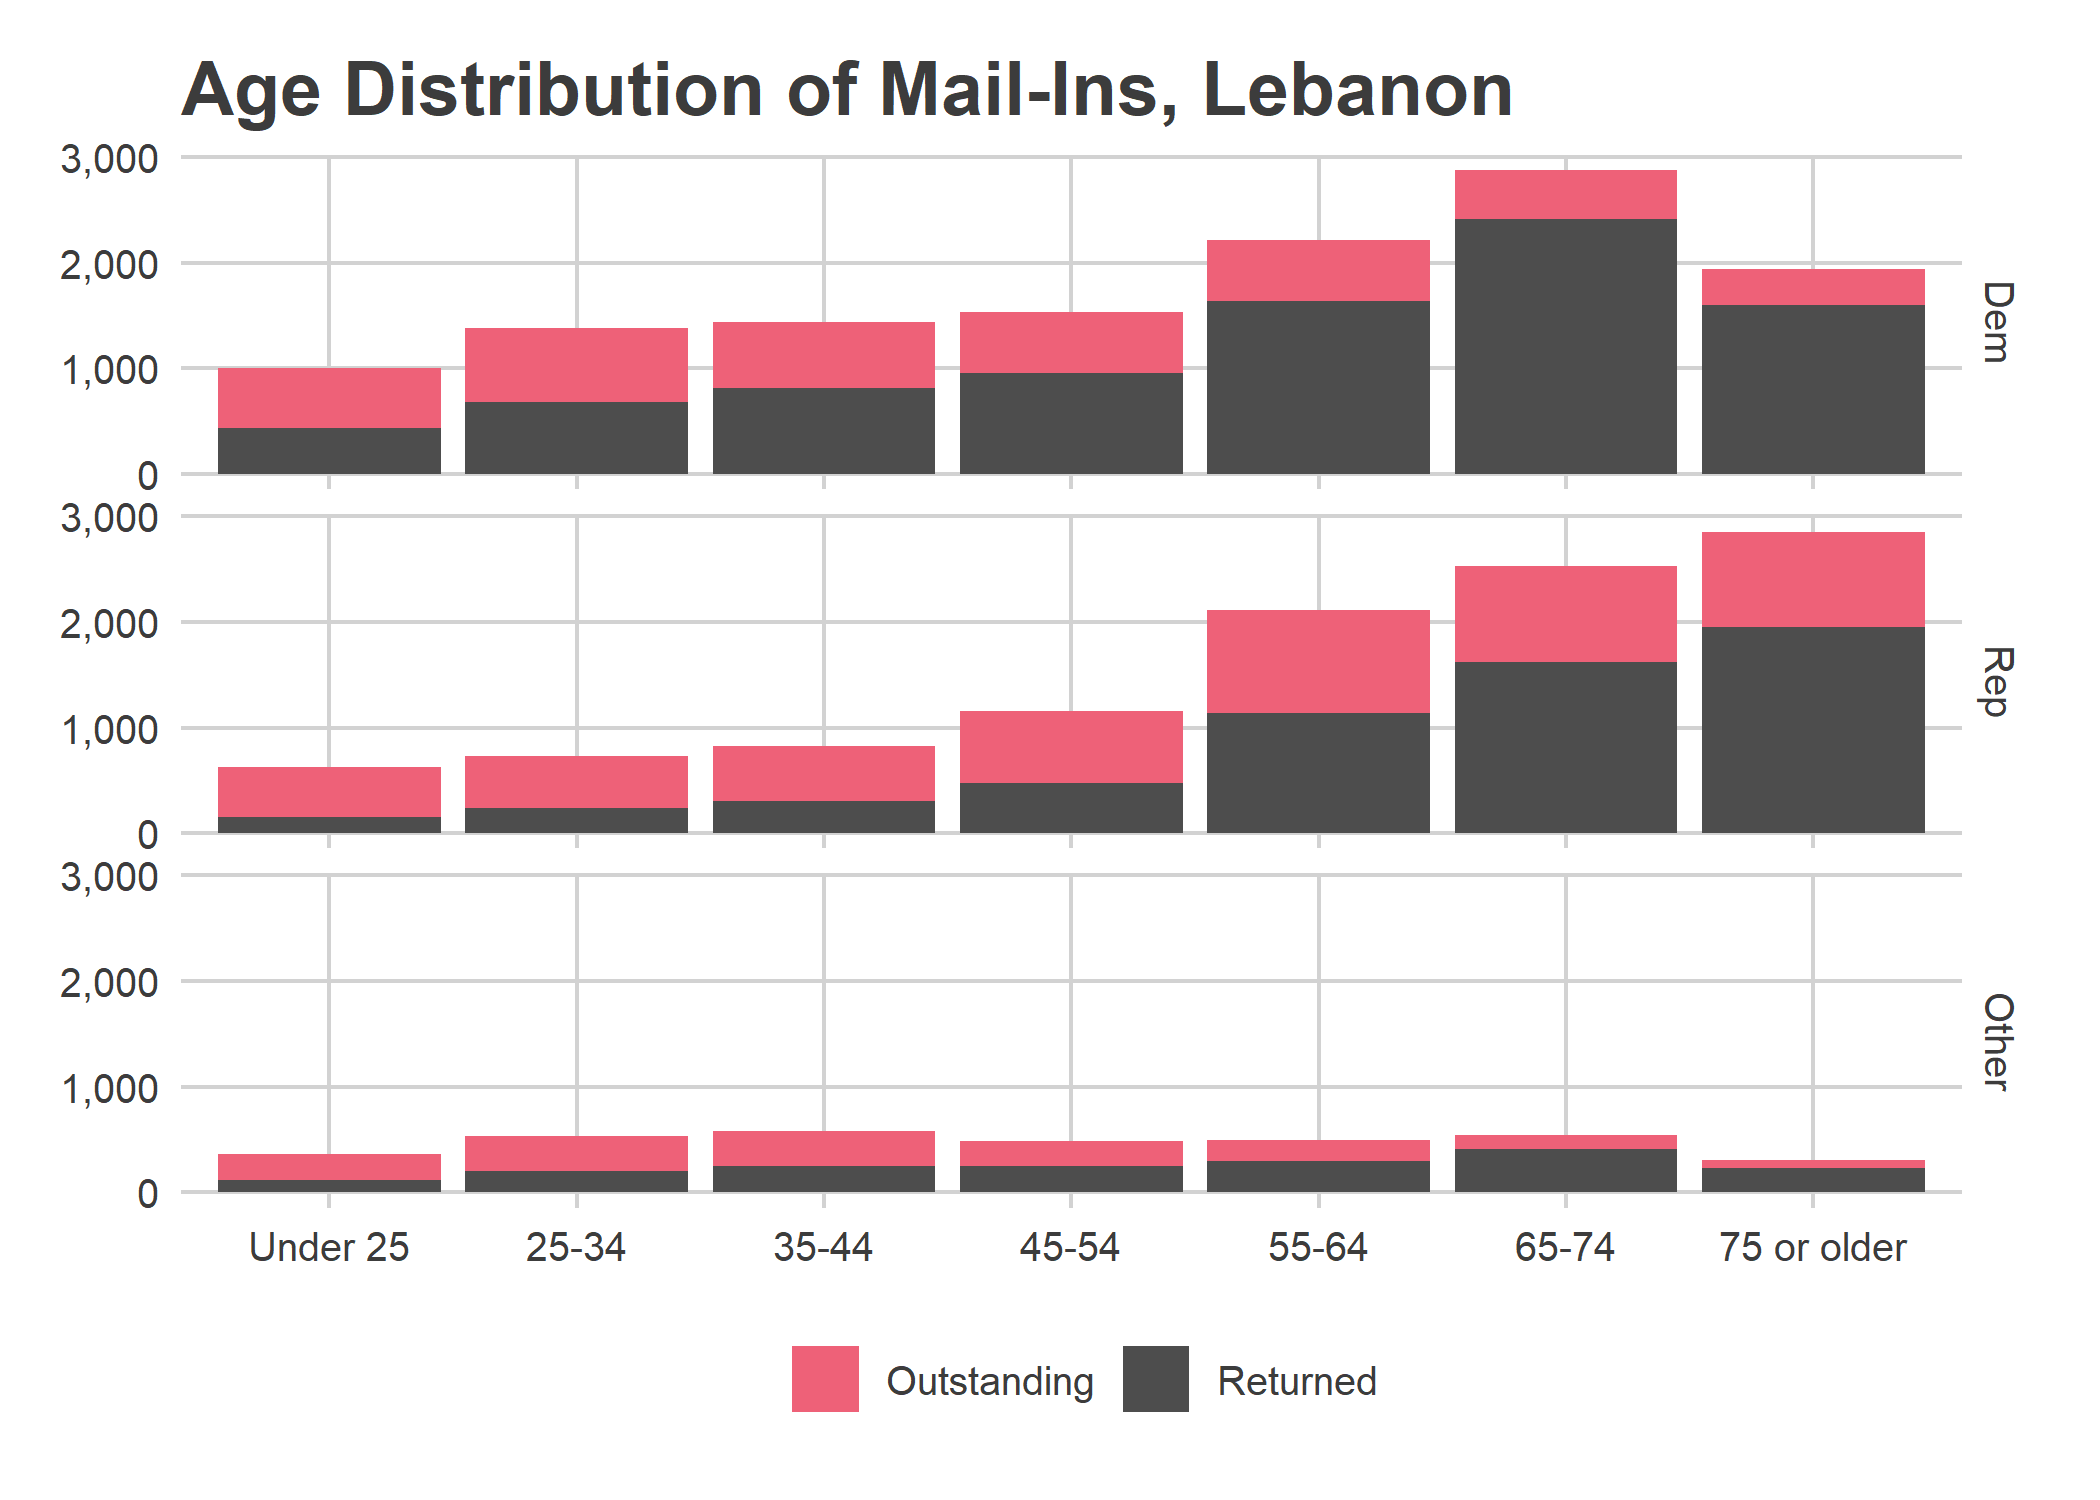 Age Distribution of Mail-Ins, Lebanon
3,000
2,000
1,000
0
Dem
3,000
2,000
1,000
0
Rep
3,000
2,000
1,000
0
Other
Under 25 25-34 35-44 45-54 55-64 65-74 75 or older
Outstanding Returned